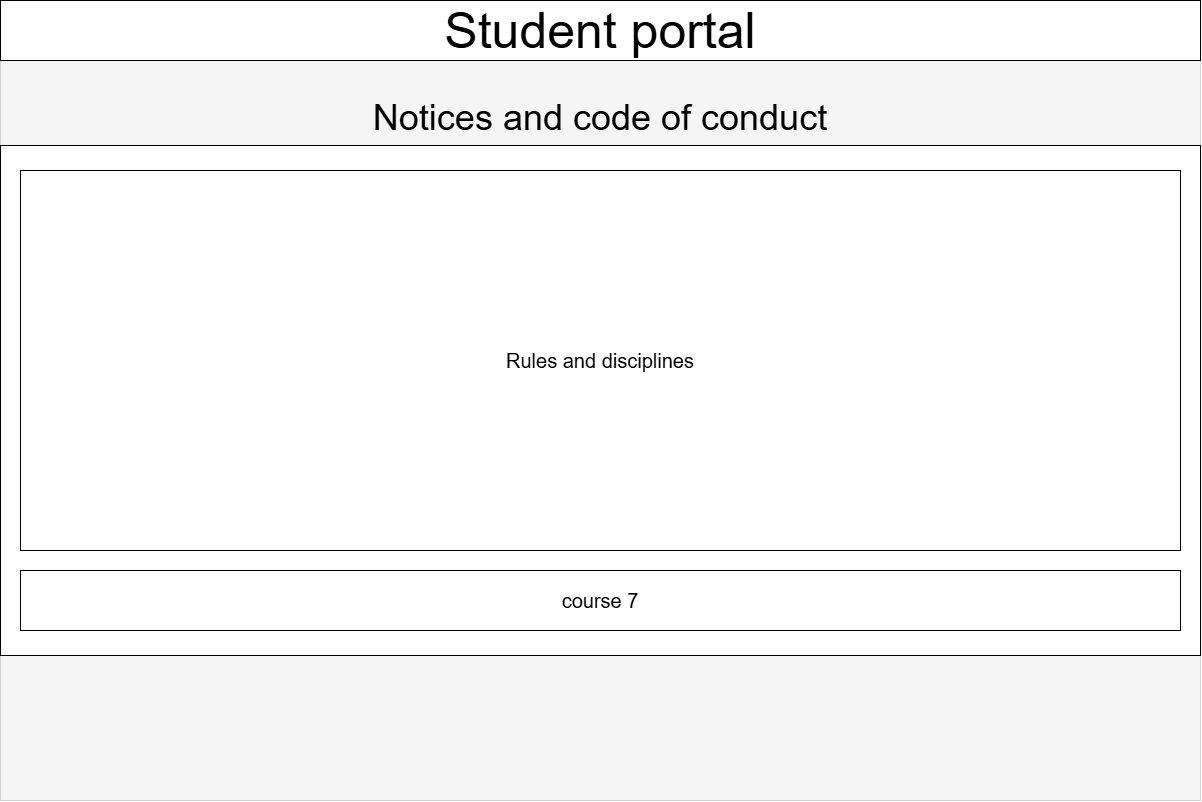 Student portal
Notices and code of conduct
Rules and disciplines
course 7